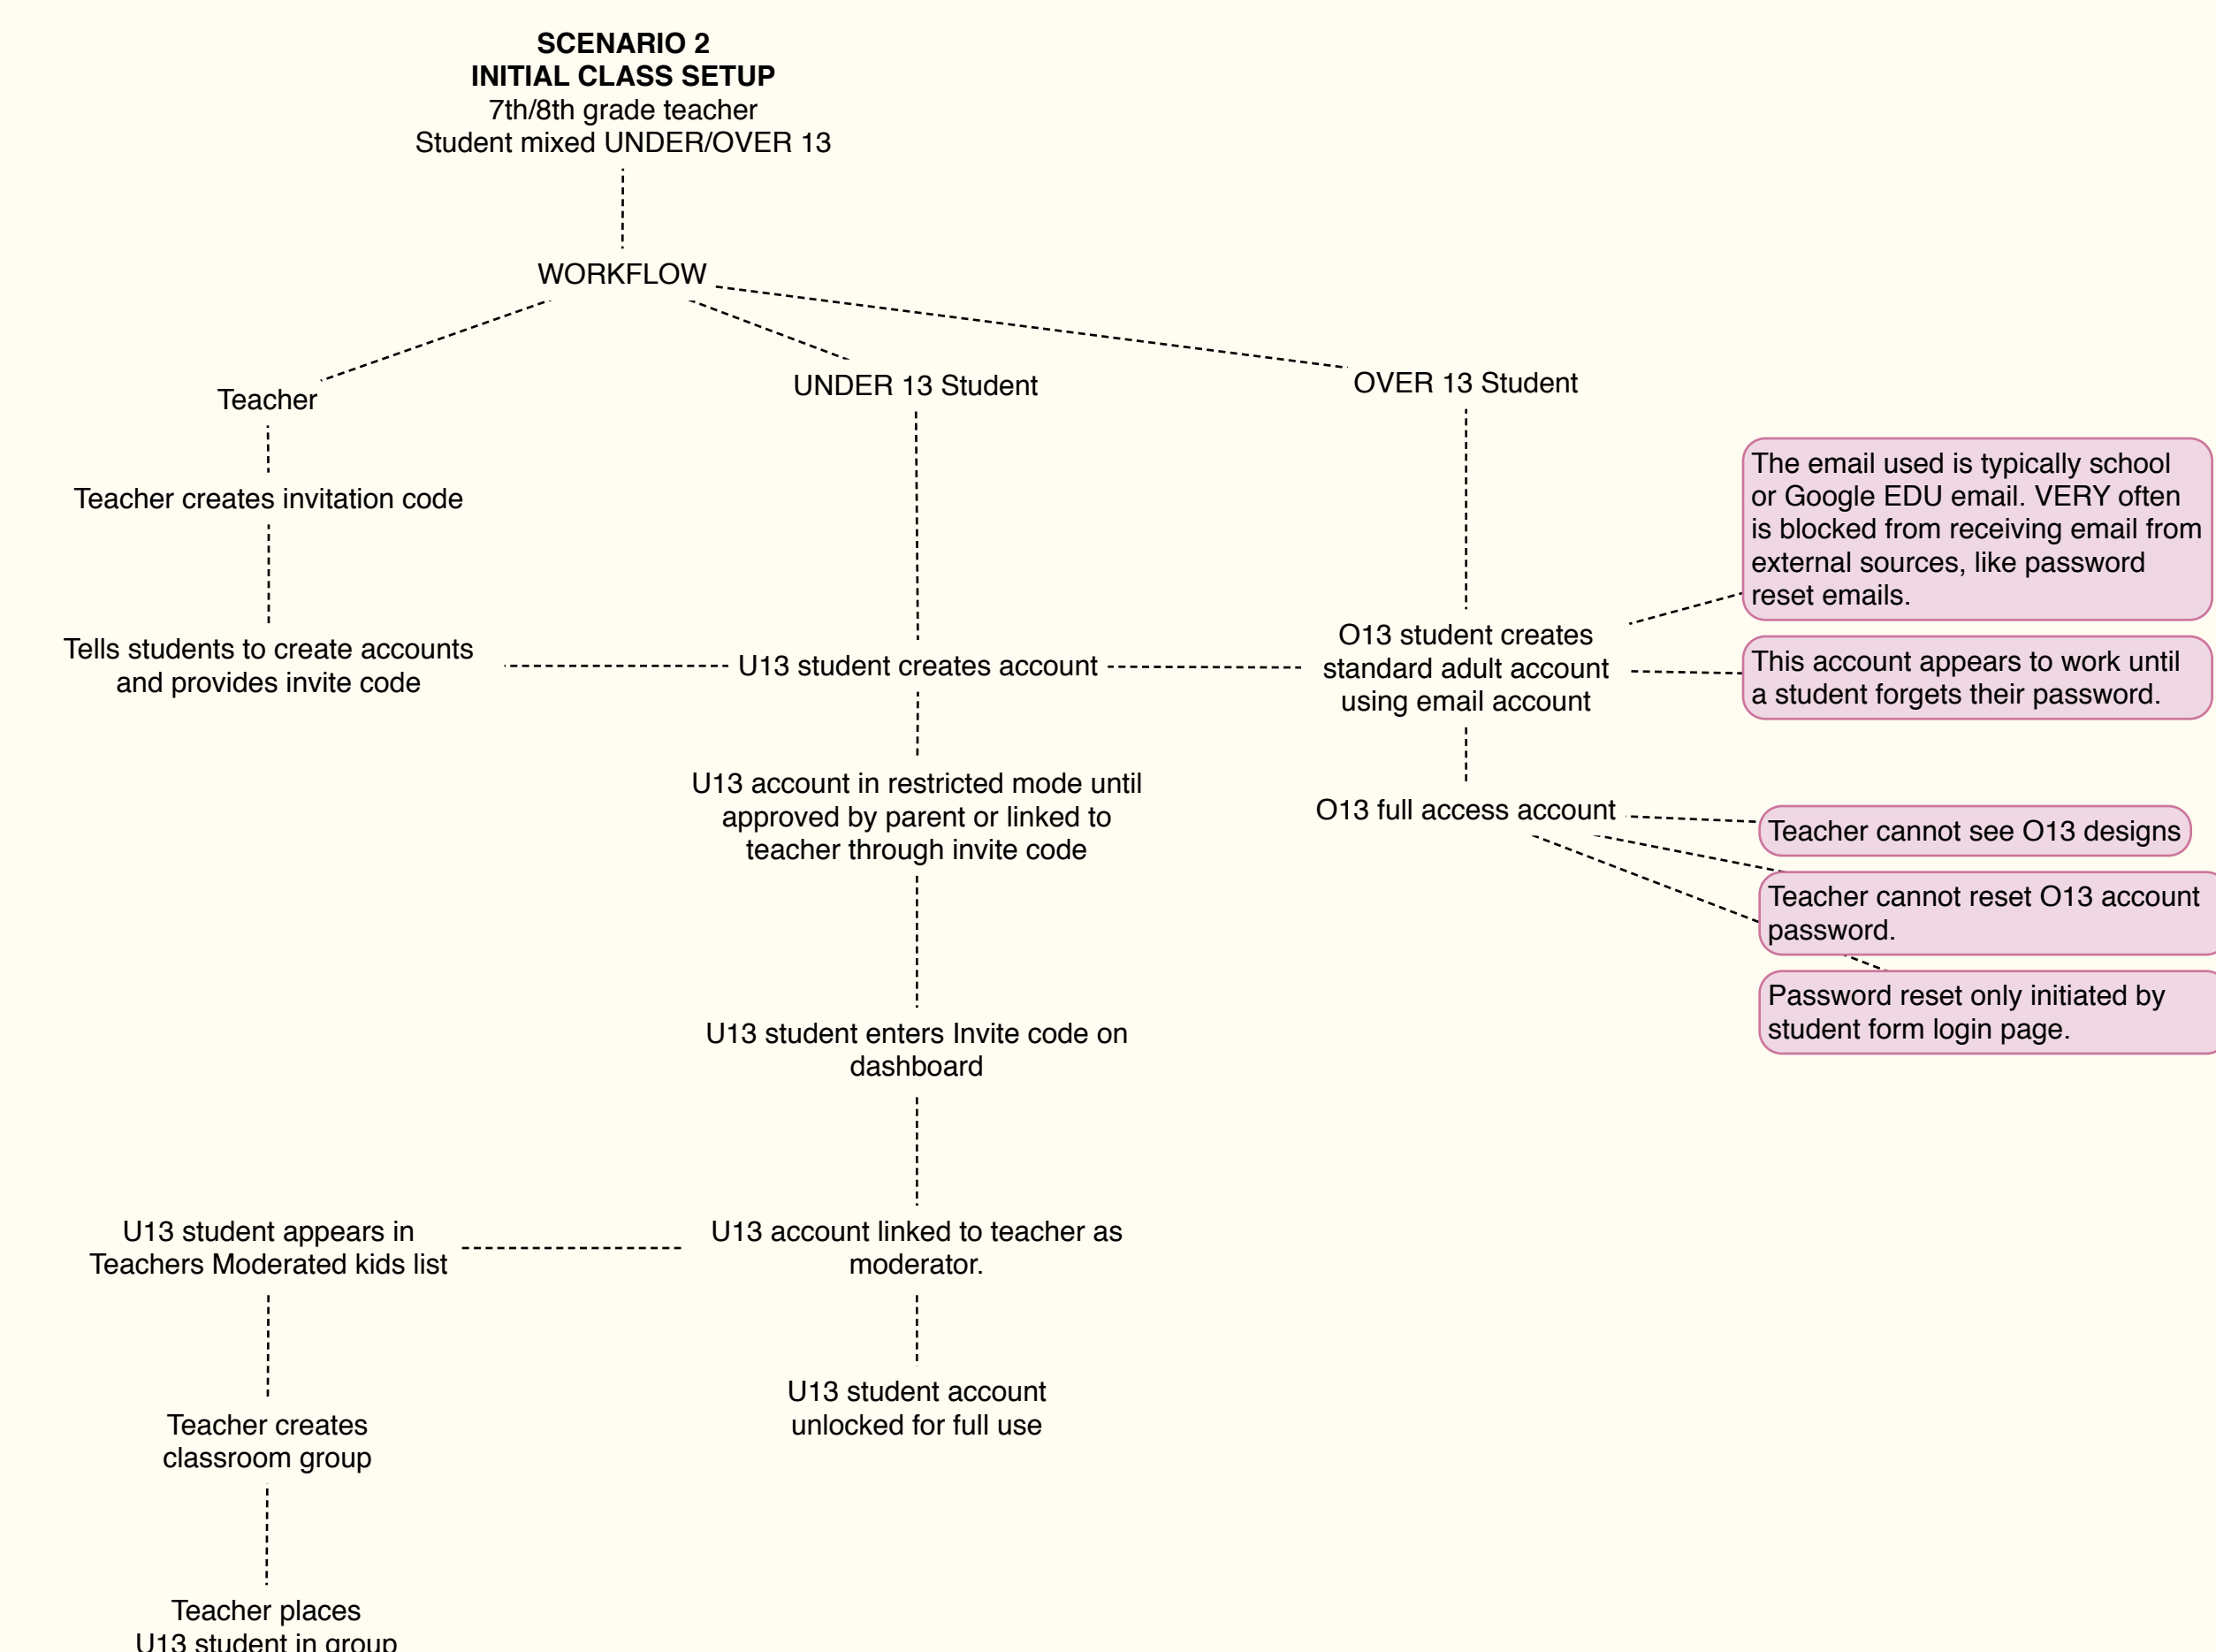 SCENARIO 2
INITIAL CLASS SETUP
7th/8th grade teacher
Student mixed UNDER/OVER 13
WORKFLOW
Teacher
UNDER 13 Student
OVER 13 Student
Teacher creates invitation code
Tells students to create accounts
and provides invite code
U13 student creates account
O13 student creates
standard adult account
using email account
The email used is typically school
or Google EDU email. VERY often
is blocked from receiving email from
external sources, like password
reset emails.
This account appears to work until
a student forgets their password.
U13 account in restricted mode until
approved by parent or linked to
teacher through invite code
O13 full access account
Teacher cannot see O13 designs
Teacher cannot reset O13 account
password.
Password reset only initiated by
student form login page.
U13 student enters Invite code on
dashboard
U13 student appears in
Teachers Moderated kids list
U13 account linked to teacher as
moderator.
U13 student account
unlocked for full use
Teacher creates
classroom group
Teacher places
U13 student in group